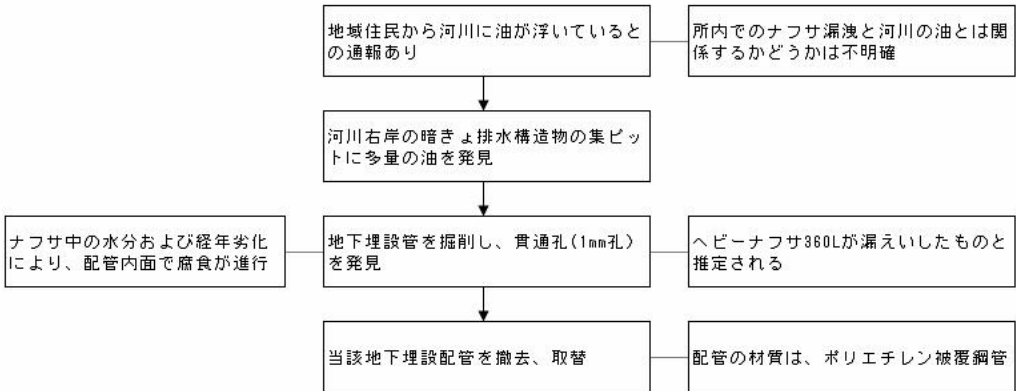 地域住民から河川に油が浮いていると
の通報あり
所内でのナフサ漏洩と河川の油とは関
係するかどうかは不明確
河川右岸の暗きょ排水構造物の集ピッ
トに多量の油を発見
ナフサ中の水分および経年劣化
により、配管内面で腐食が進行
地下埋設管を掘削し、貫通孔(1mm孔)
を発見
ヘビーナフサ360Lが漏えいしたものと
推定される
当該地下埋設配管を撤去、取替
配管の材質は、ポリエチレン被覆鋼管